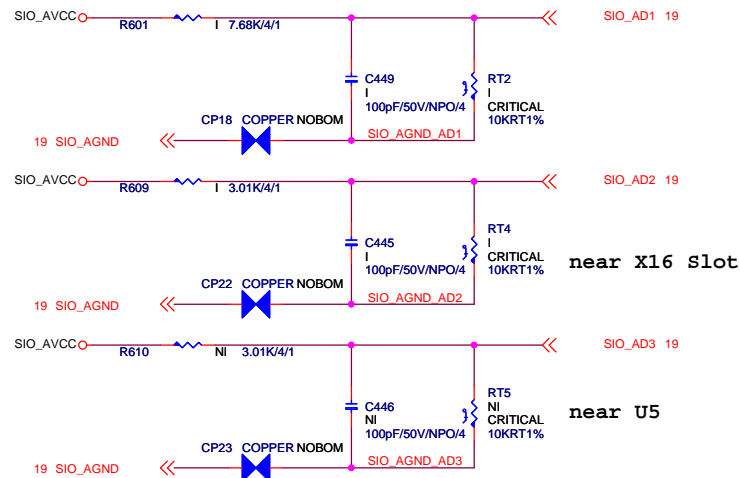 SIO_AVCC
R601 I 7.68K/4/1
SIO_AD1 19
C449
I
100pF/50V/NPO/4
RT2
I
CRITICAL
10KRT1%
CP18 COPPER NOBOM
SIO_AGND_AD1
19 SIO_AGND
SIO_AVCC
R609 I 3.01K/4/1
SIO_AD2 19
C445
I
100pF/50V/NPO/4
RT4
I
CRITICAL
10KRT1%
near X16 Slot
CP22 COPPER NOBOM
SIO_AGND_AD2
19 SIO_AGND
SIO_AVCC
R610 NI 3.01K/4/1
SIO_AD3 19
C446
NI
100pF/50V/NPO/4
RT5
NI
CRITICAL
10KRT1%
near U5
CP23 COPPER NOBOM
SIO_AGND_AD3
19 SIO_AGND